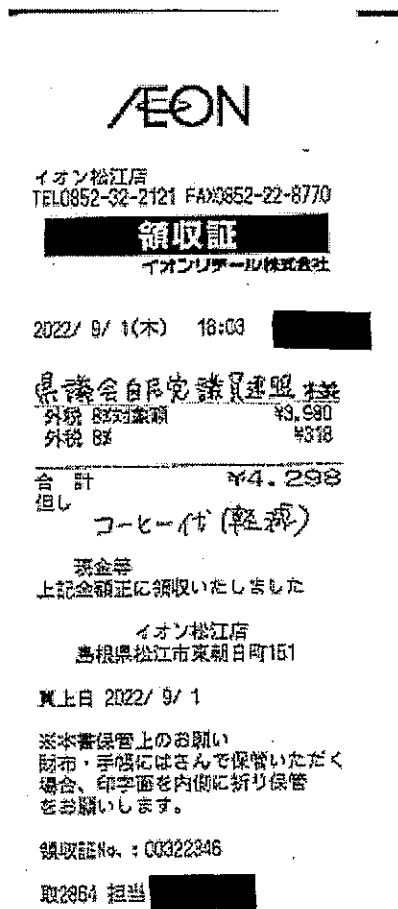 ÆON
イオン松江店
TEL0852-32-2121 FAX0852-22-8770
領収証
イオンリテール株式会社
2022/ 9/ 1(木) 16:03
県議会自民党議員連盟 様
外税 8%対象額 ¥3,980
外税 8% ¥318
合 計 ¥4,298
但し
コーヒー代(軽減)
現金等
上記金額正に領収いたしました
イオン松江店
島根県松江市東朝日町151
買上日 2022/ 9/ 1
※本書保管上のお願い
財布・手帳にはさんで保管いただく
場合、印字面を内側に折り保管
をお願いします。
領収証No. : 00322346
取2864 担当